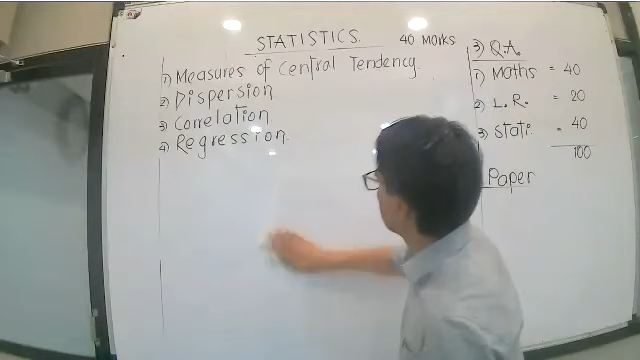 STATISTICS. 40 Marks
1) Measures of Central Tendency.
2) Dispersion
3) Correlation
4) Regression.
3) Q.A.
1) Maths = 40
2) L.R. = 20
3) Stati. = 40
100
Paper